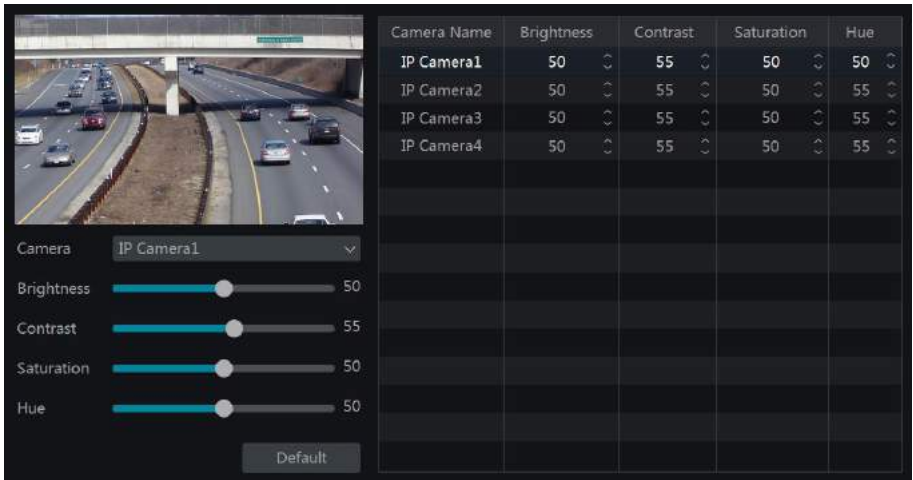 Camera Name Brightness Contrast Saturation Hue
IP Camera1 50 55 50 50
IP Camera2 50 55 50 55
IP Camera3 50 55 50 55
IP Camera4 50 55 50 55
Camera IP Camera1
Brightness 50
Contrast 55
Saturation 50
Hue 50
Default